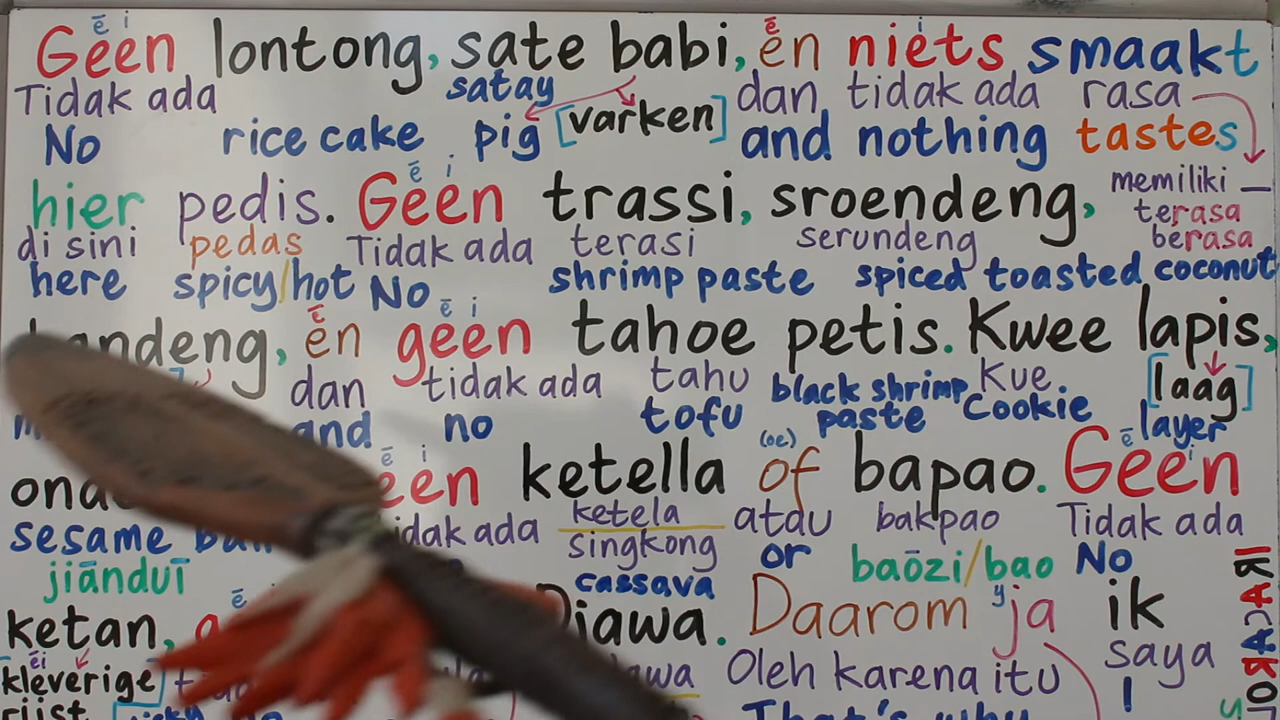 ē i ē i
Geen lontong, sate babi, en niets smaakt
Tidak ada satay dan tidak ada rasa
No rice cake pig [varken] and nothing tastes
ē i
hier pedis. Geen trassi, sroendeng, memiliki
di sini pedas Tidak ada terasi serundeng terasa
here spicy/hot No shrimp paste spiced toasted coconut berasa
ē ē i
en geen tahoe petis. Kwee lapis,
dan tidak ada tahu black shrimp Kue [laag]
and no tofu paste cookie layer
ē i (oe) ē i
ketella of bapao. Geen
sesame tidak ada ketela atau bakpao Tidak ada
singkong or baōzi/bao No
jiānduī cassava
ē
ketan, Djawa. Daarom y ja ik
ēi
[kleverige Oleh karena itu saya
rijst That's why I